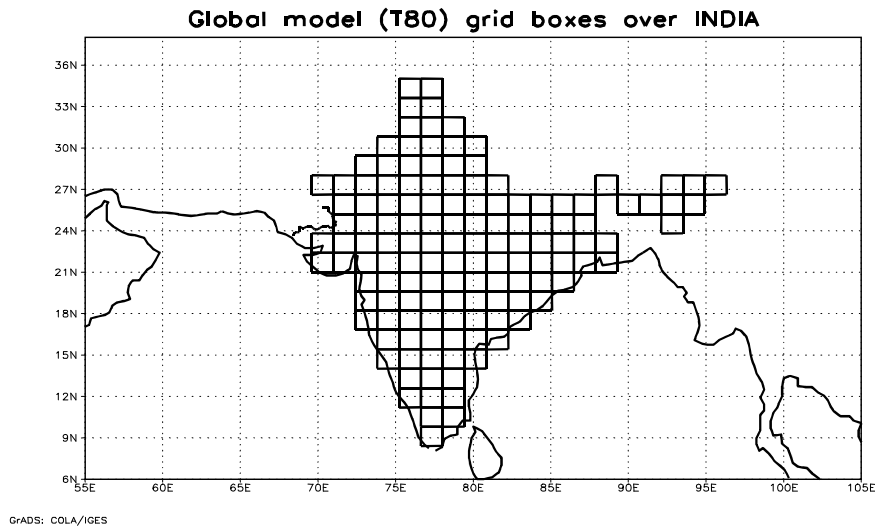 Global model (T80) grid boxes over INDIA
36N
33N
30N
27N
24N
21N
18N
15N
12N
9N
6N
55E 60E 65E 70E 75E 80E 85E 90E 95E 100E 105E
GrADS: COLA/IGES